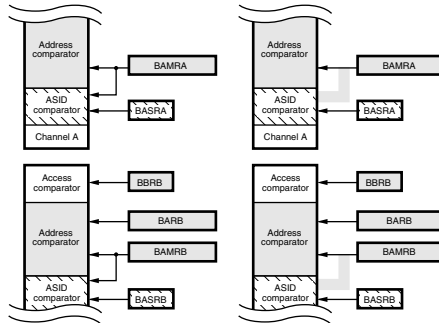 Address
comparator
BAMRA
ASID
comparator
BASRA
Channel A
Access
comparator
BBRB
BARB
Address
comparator
BAMRB
ASID
comparator
BASRB
Address
comparator
BAMRA
ASID
comparator
BASRA
Channel A
Access
comparator
BBRB
BARB
Address
comparator
BAMRB
ASID
comparator
BASRB